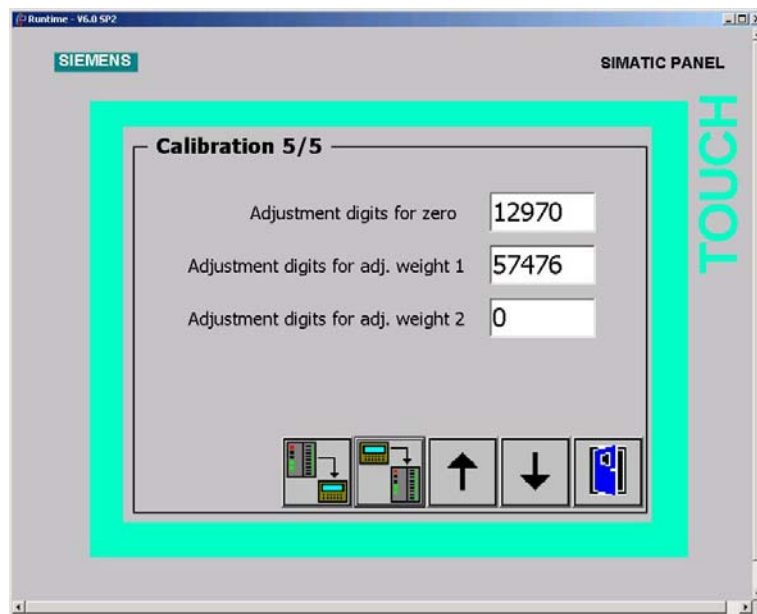 Runtime - V6.0 SP2
SIEMENS
SIMATIC PANEL
TOUCH
Calibration 5/5
Adjustment digits for zero 12970
Adjustment digits for adj. weight 1 57476
Adjustment digits for adj. weight 2 0